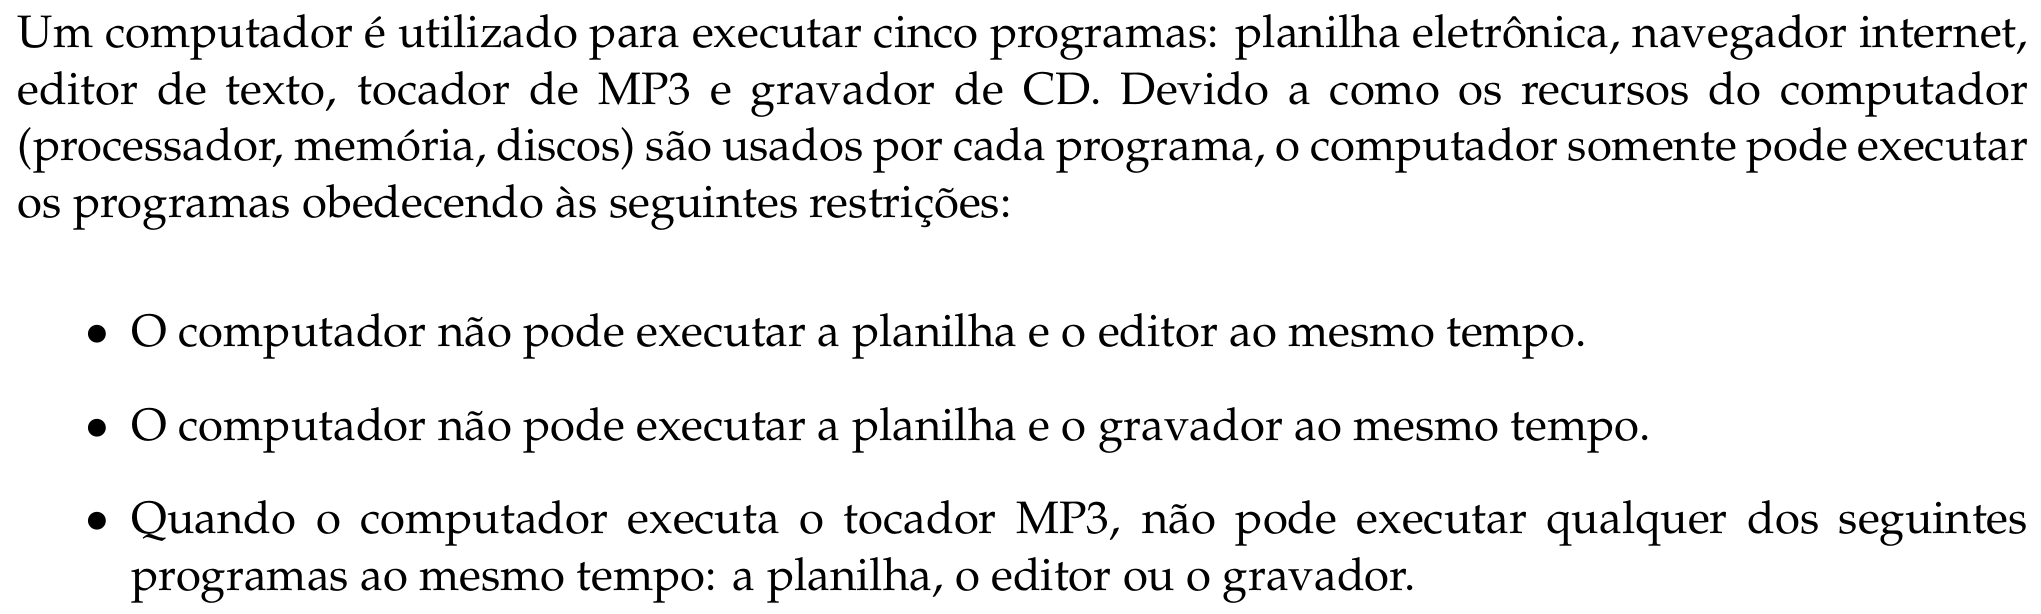 Um computador é utilizado para executar cinco programas: planilha eletrônica, navegador internet,
editor de texto, tocador de MP3 e gravador de CD. Devido a como os recursos do computador
(processador, memória, discos) são usados por cada programa, o computador somente pode executar
os programas obedecendo às seguintes restrições:
• O computador não pode executar a planilha e o editor ao mesmo tempo.
• O computador não pode executar a planilha e o gravador ao mesmo tempo.
• Quando o computador executa o tocador MP3, não pode executar qualquer dos seguintes
programas ao mesmo tempo: a planilha, o editor ou o gravador.